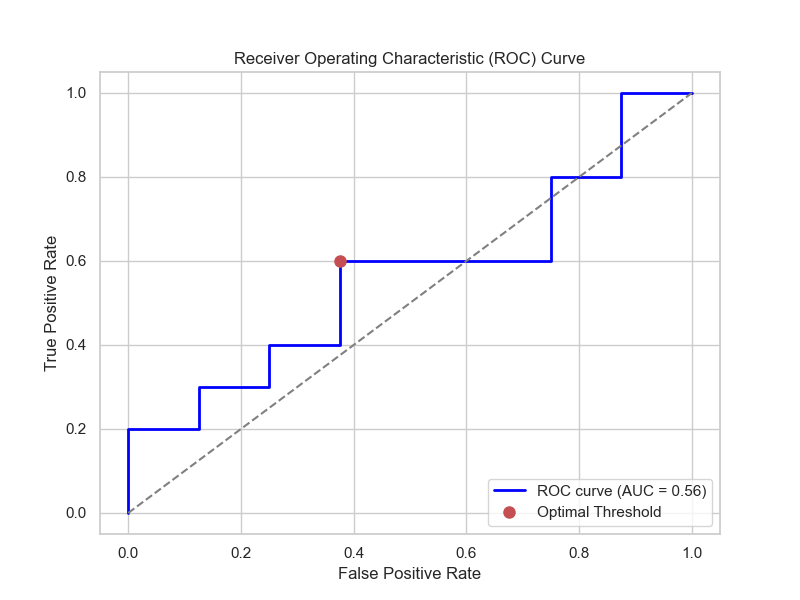 Receiver Operating Characteristic (ROC) Curve
1.0
0.8
0.6
0.4
0.2
0.0
True Positive Rate
ROC curve (AUC = 0.56)
Optimal Threshold
0.0 0.2 0.4 0.6 0.8 1.0
False Positive Rate